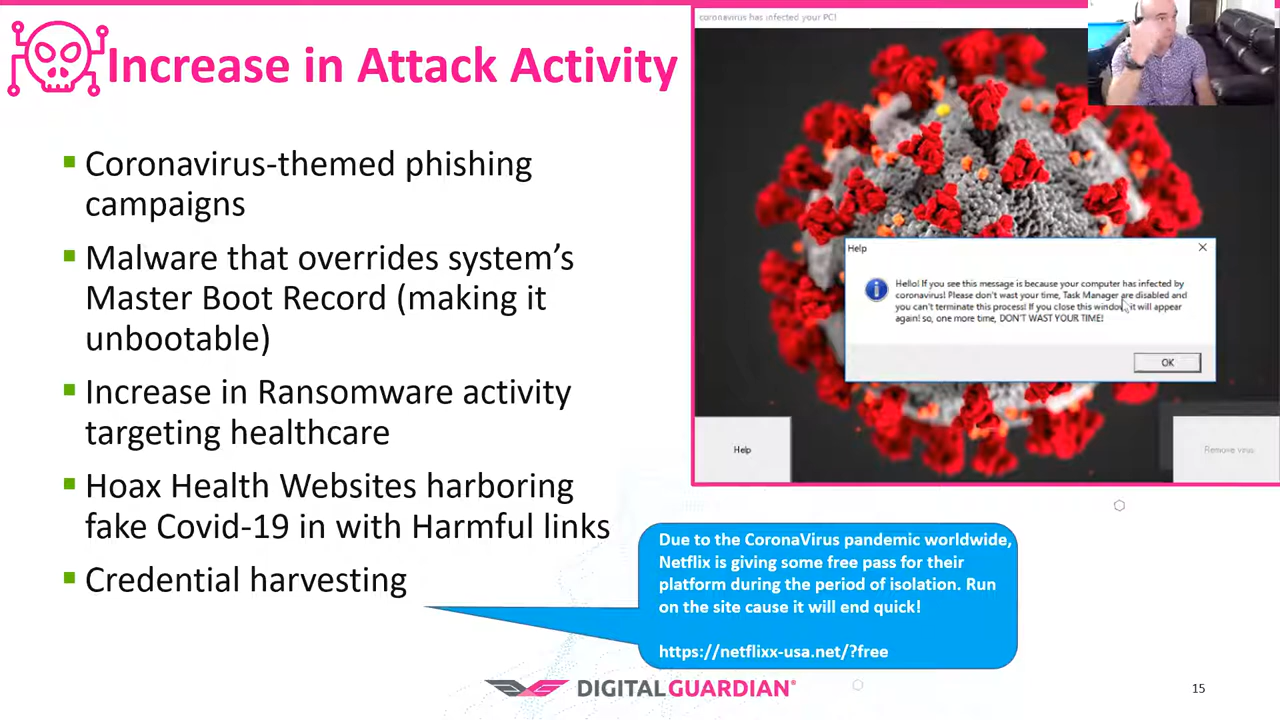 Increase in Attack Activity
Coronavirus-themed phishing
campaigns
Malware that overrides system's
Master Boot Record (making it
unbootable)
Increase in Ransomware activity
targeting healthcare
Hoax Health Websites harboring
fake Covid-19 in with Harmful links
Credential harvesting
coronavirus has infected your PC!
Help
Hello! If you see this message is because your computer has infected by
coronavirus! Please don't wast your time, Task Manager are disabled and
you can't terminate this process! If you close this window, it will appear
again! so, one more time, DON'T WAST YOUR TIME!
OK
Help
Remove virus
Due to the CoronaVirus pandemic worldwide,
Netflix is giving some free pass for their
platform during the period of isolation. Run
on the site cause it will end quick!
https://netflixx-usa.net/?free
DIGITALGUARDIAN®
15